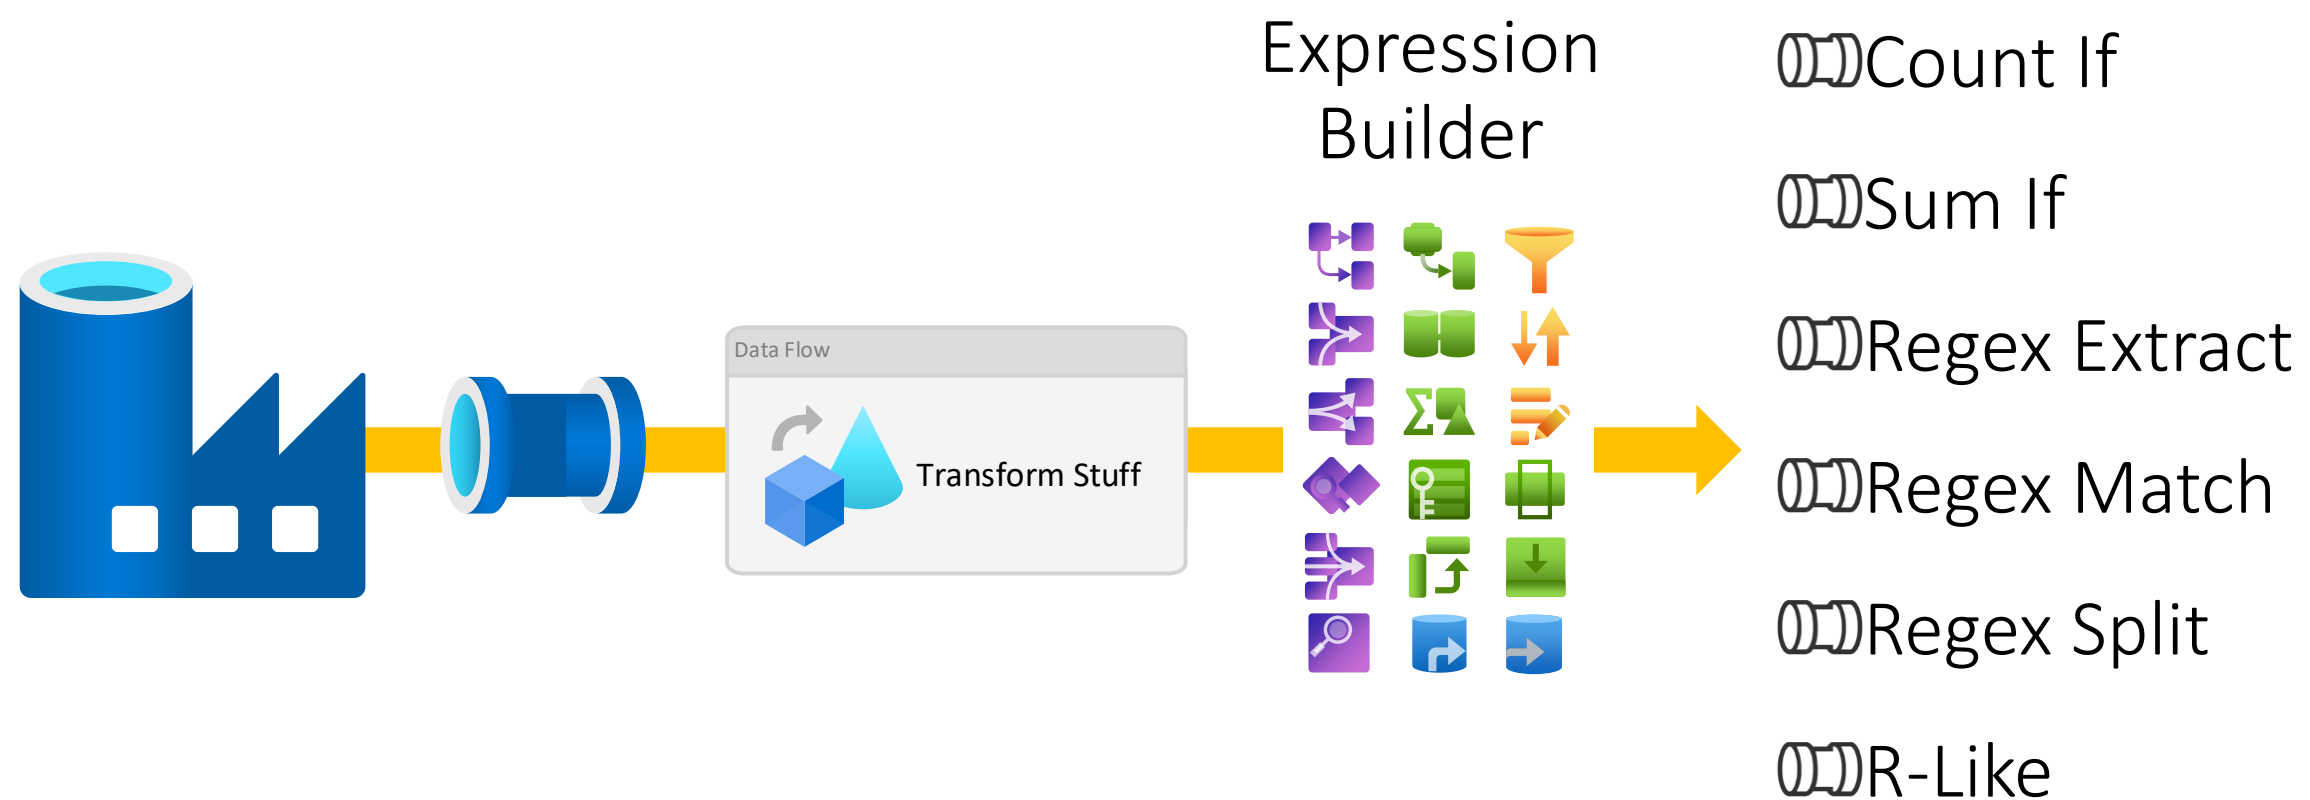 Data Flow
Transform Stuff
Expression
Builder
Count If
Sum If
Regex Extract
Regex Match
Regex Split
R-Like